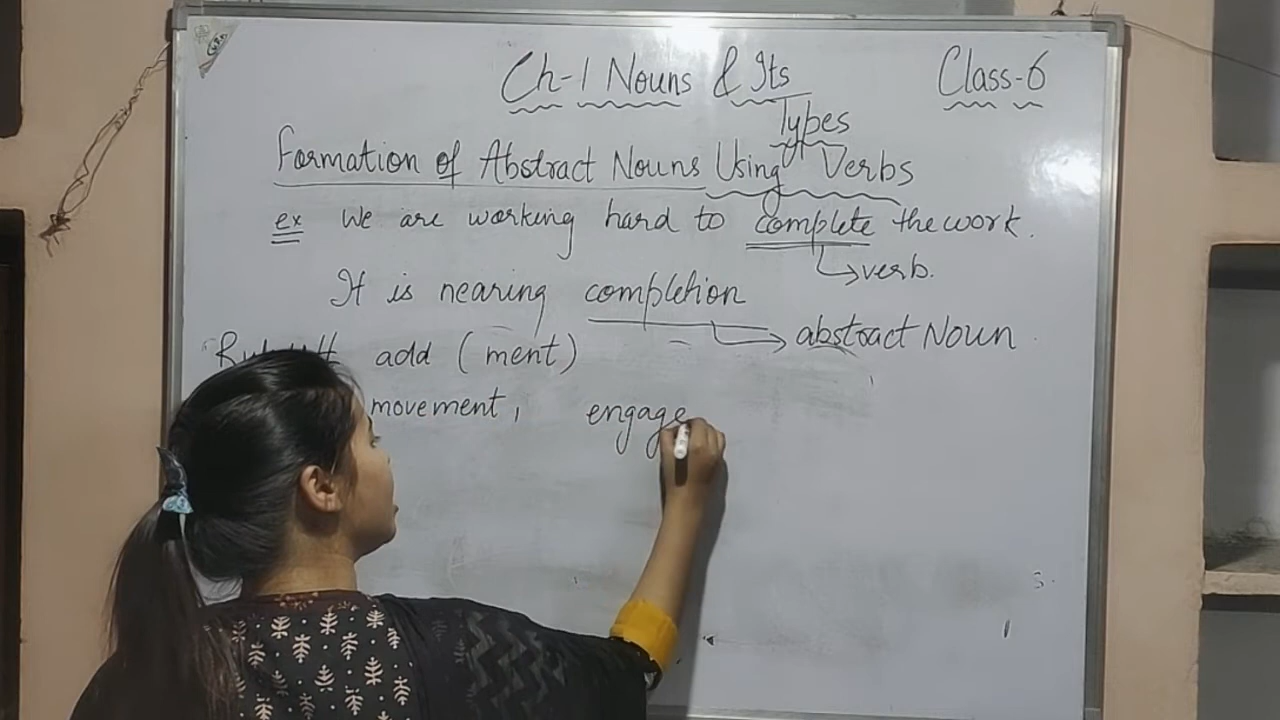 Ch-1 Nouns & Its Types
Class-6
Formation of Abstract Nouns Using Verbs
ex We are working hard to complete the work.
→verb.
It is nearing completion
→ abstract Noun
add (ment)
movement, engage